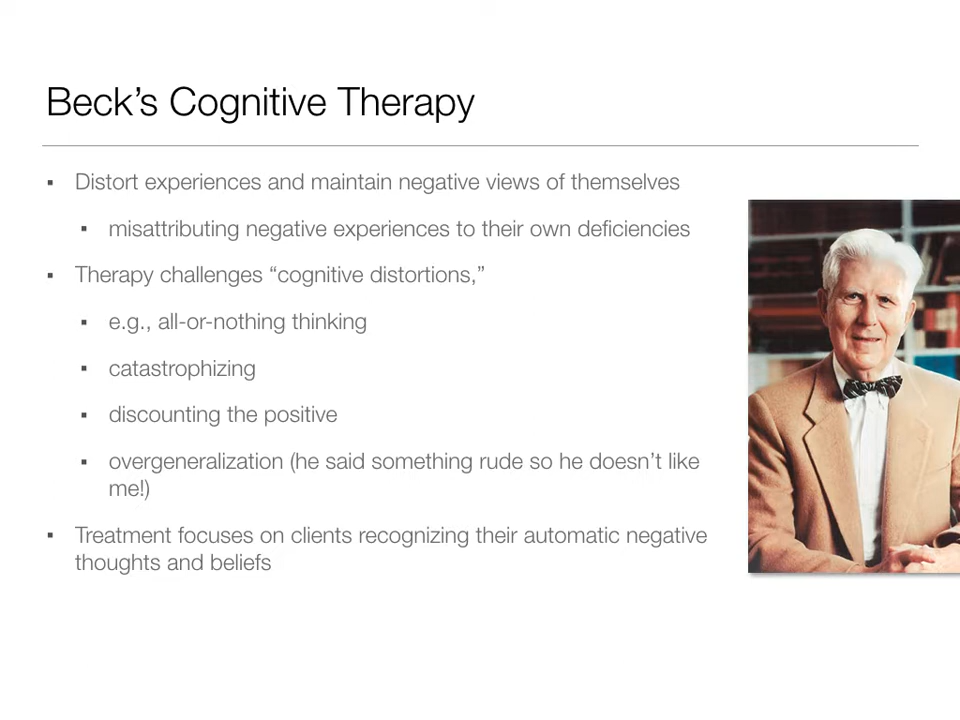 Beck’s Cognitive Therapy
▪ Distort experiences and maintain negative views of themselves
▪ misattributing negative experiences to their own deficiencies
▪ Therapy challenges “cognitive distortions,”
▪ e.g., all-or-nothing thinking
▪ catastrophizing
▪ discounting the positive
▪ overgeneralization (he said something rude so he doesn’t like
me!)
▪ Treatment focuses on clients recognizing their automatic negative
thoughts and beliefs